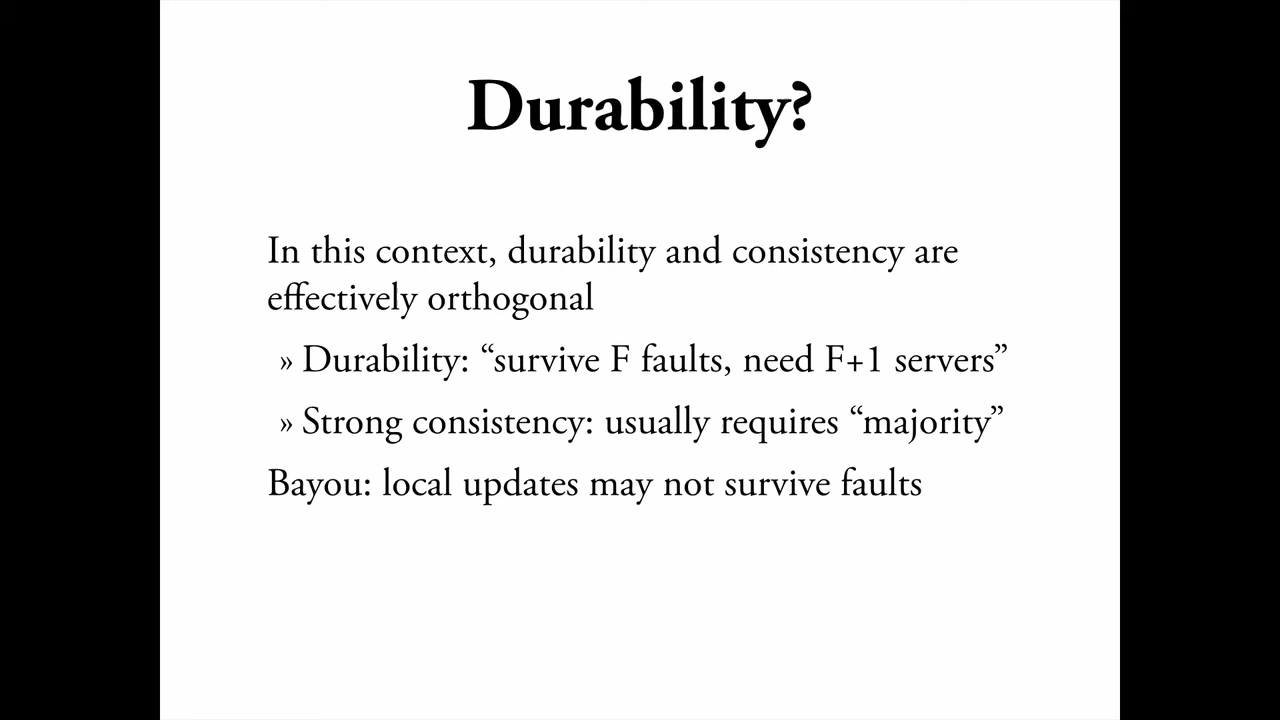 Durability?
In this context, durability and consistency are
effectively orthogonal
» Durability: “survive F faults, need F+1 servers”
» Strong consistency: usually requires “majority”
Bayou: local updates may not survive faults